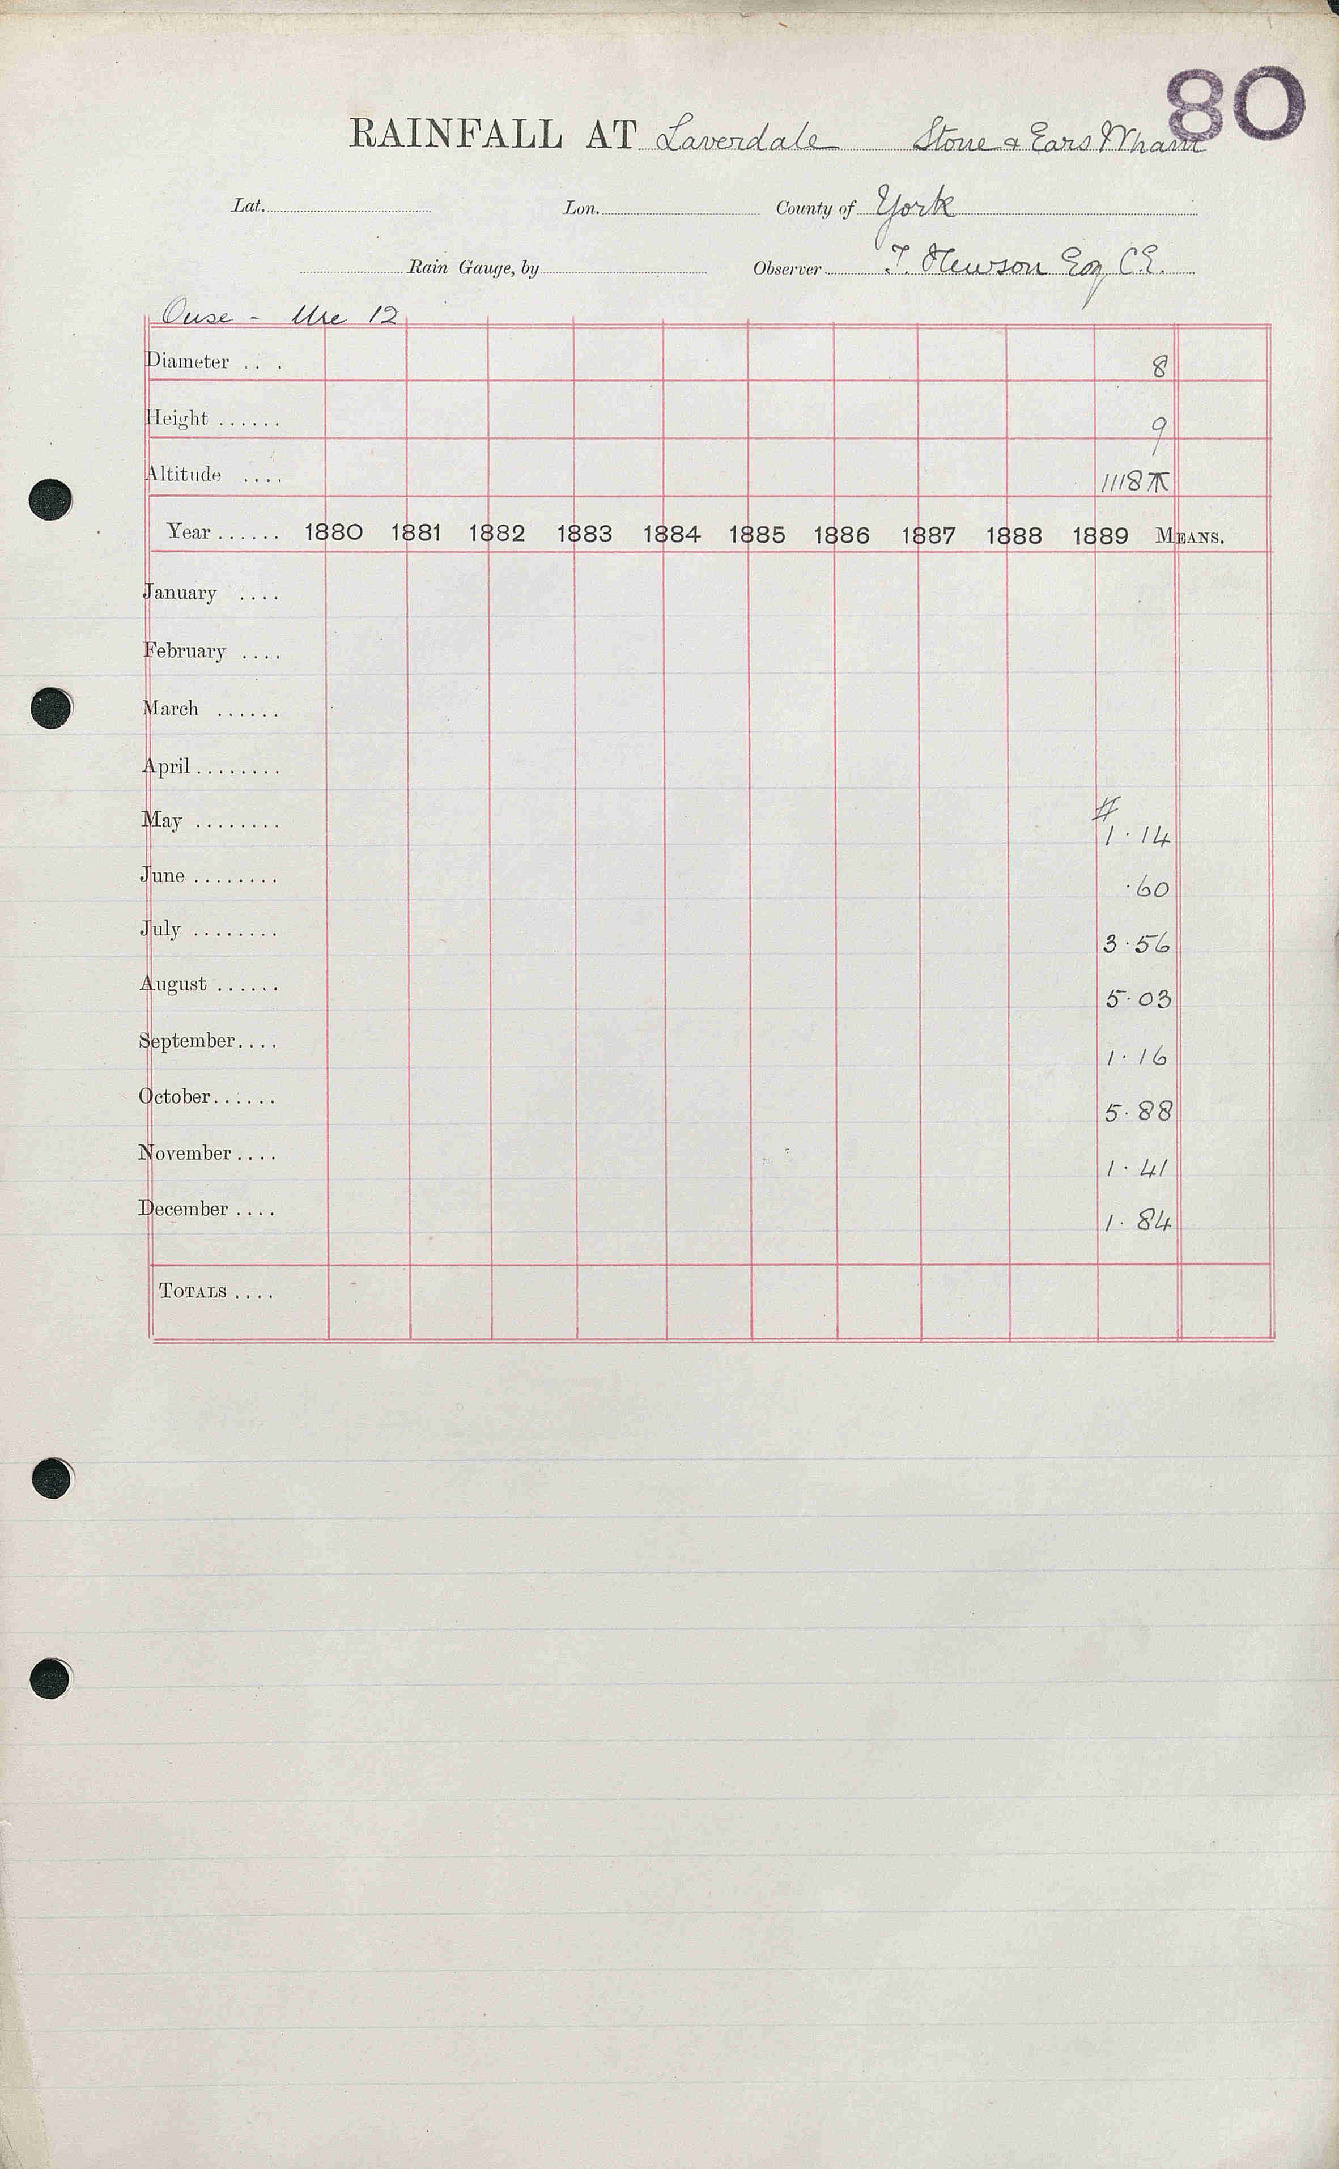 80
RAINFALL AT Laverdale Stone & Ears
Lat. Lon. County of York
Rain Gauge, by Observer T. Hewson Esq C.E.
Ouse - Ure 12
Diameter .. . 8
Height ...... 9
Altitude .... 1118
Year ...... 1880 1881 1882 1883 1884 1885 1886 1887 1888 1889 MEANS.
January ....
February ....
March ......
April ........
May ........ # 1.14
June ........ .60
July ........ 3.56
August ...... 5.03
September.... 1.16
October...... 5.88
November .... 1.41
December .... 1.84
TOTALS ....